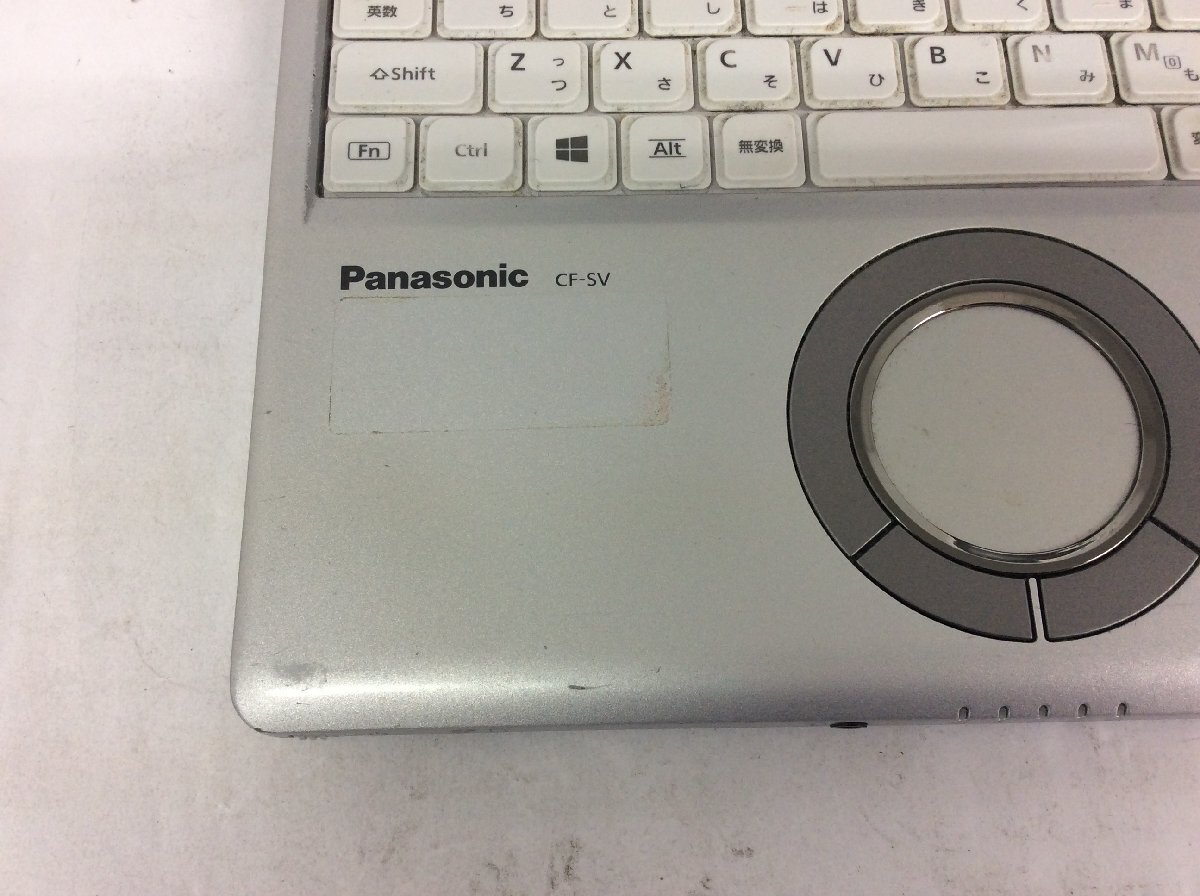 英数 ち と し は き く ま
Shift Z っ つ X さ C そ V ひ B こ N み M 0 も
Fn Ctrl Alt 無変換
Panasonic CF-SV